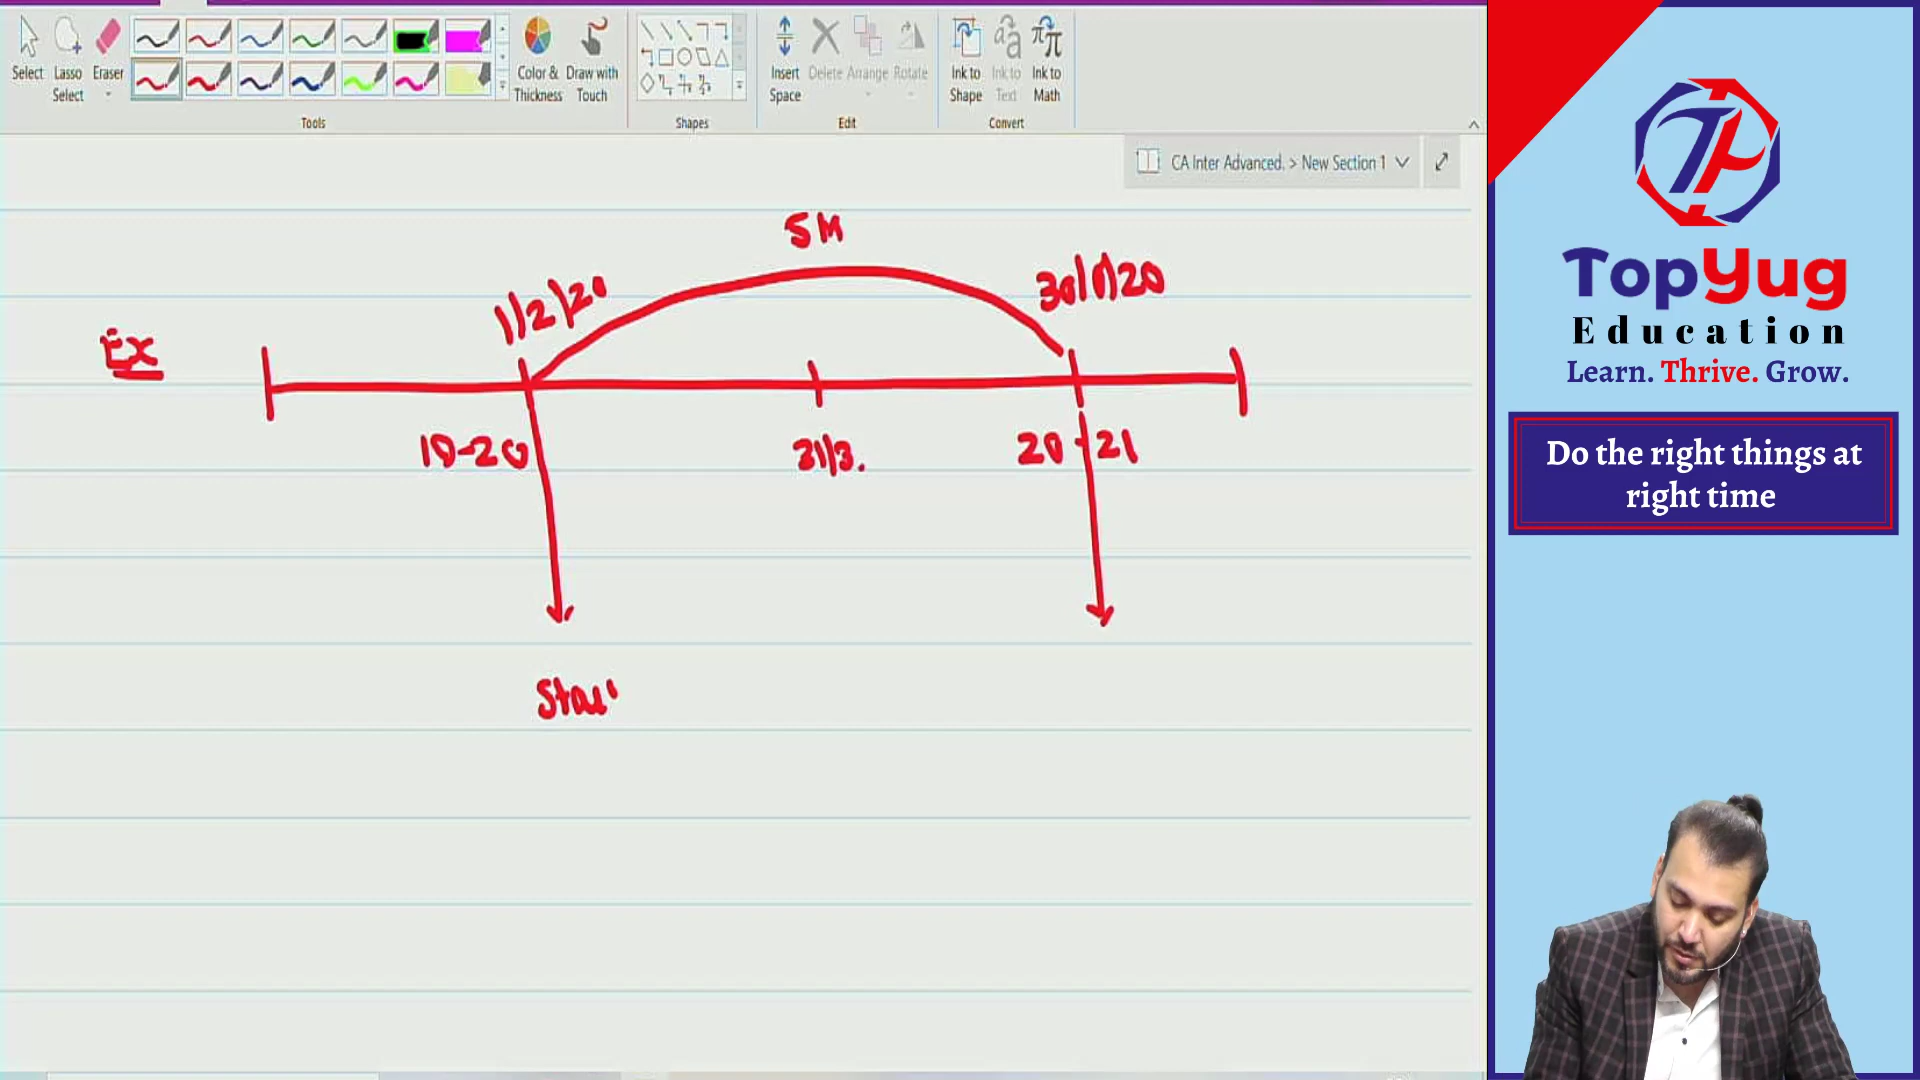 Select
Lasso
Select
Eraser
Color &
Thickness
Draw with
Touch
Insert
Space
Delete
Arrange
Rotate
Ink to
Shape
Ink to
Text
Ink to
Math
Tools
Shapes
Edit
Convert
CA Inter Advanced. > New Section 1
5M
1/2/20
30/6/20
Ex
19-20
31/3.
20-21
TopYug
Education
Learn. Thrive. Grow.
Do the right things at
right time